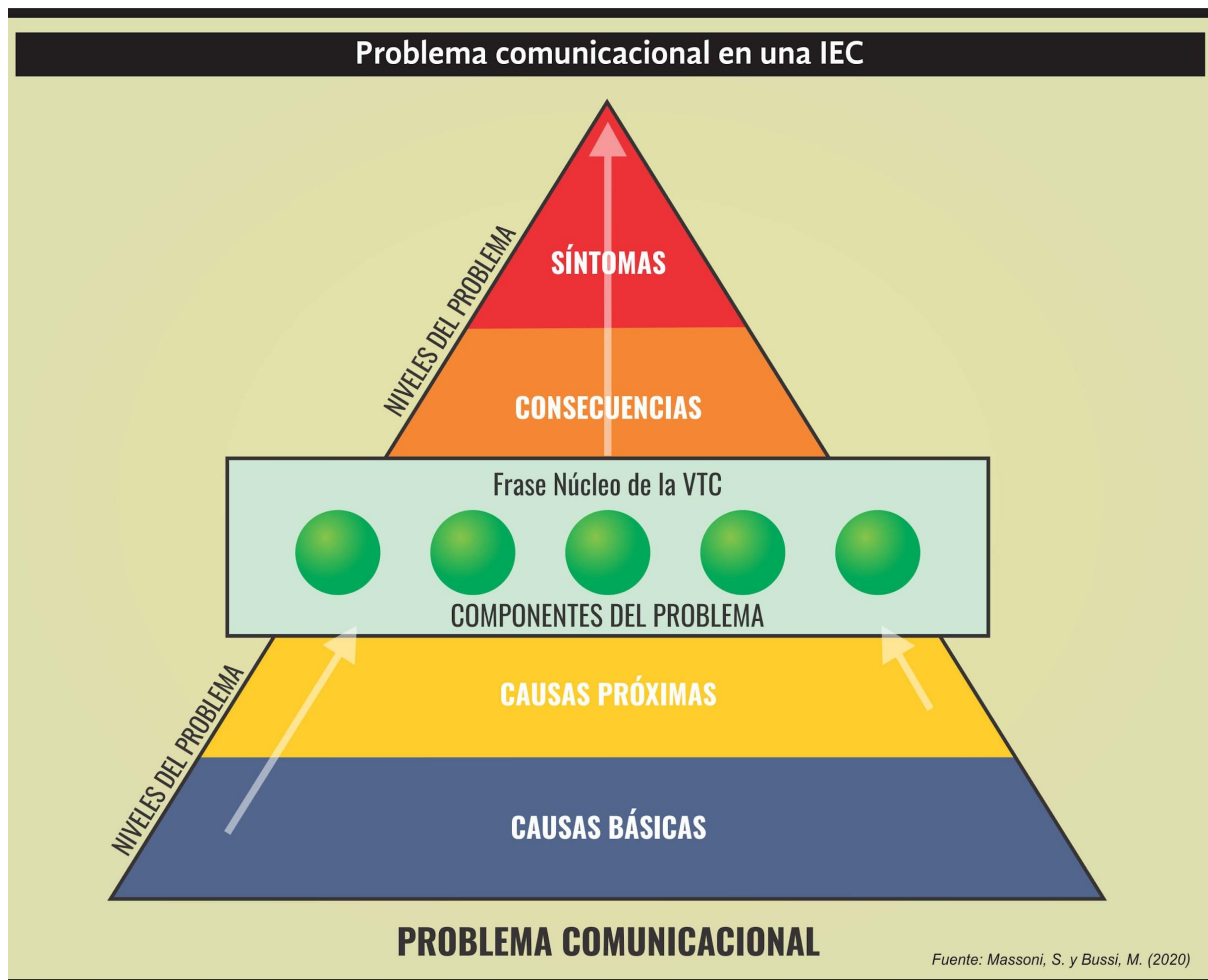 Problema comunicacional en una IEC
NIVELES DEL PROBLEMA
SÍNTOMAS
CONSECUENCIAS
Frase Núcleo de la VTC
COMPONENTES DEL PROBLEMA
NIVELES DEL PROBLEMA
CAUSAS PRÓXIMAS
CAUSAS BÁSICAS
PROBLEMA COMUNICACIONAL
Fuente: Massoni, S. y Bussi, M. (2020)